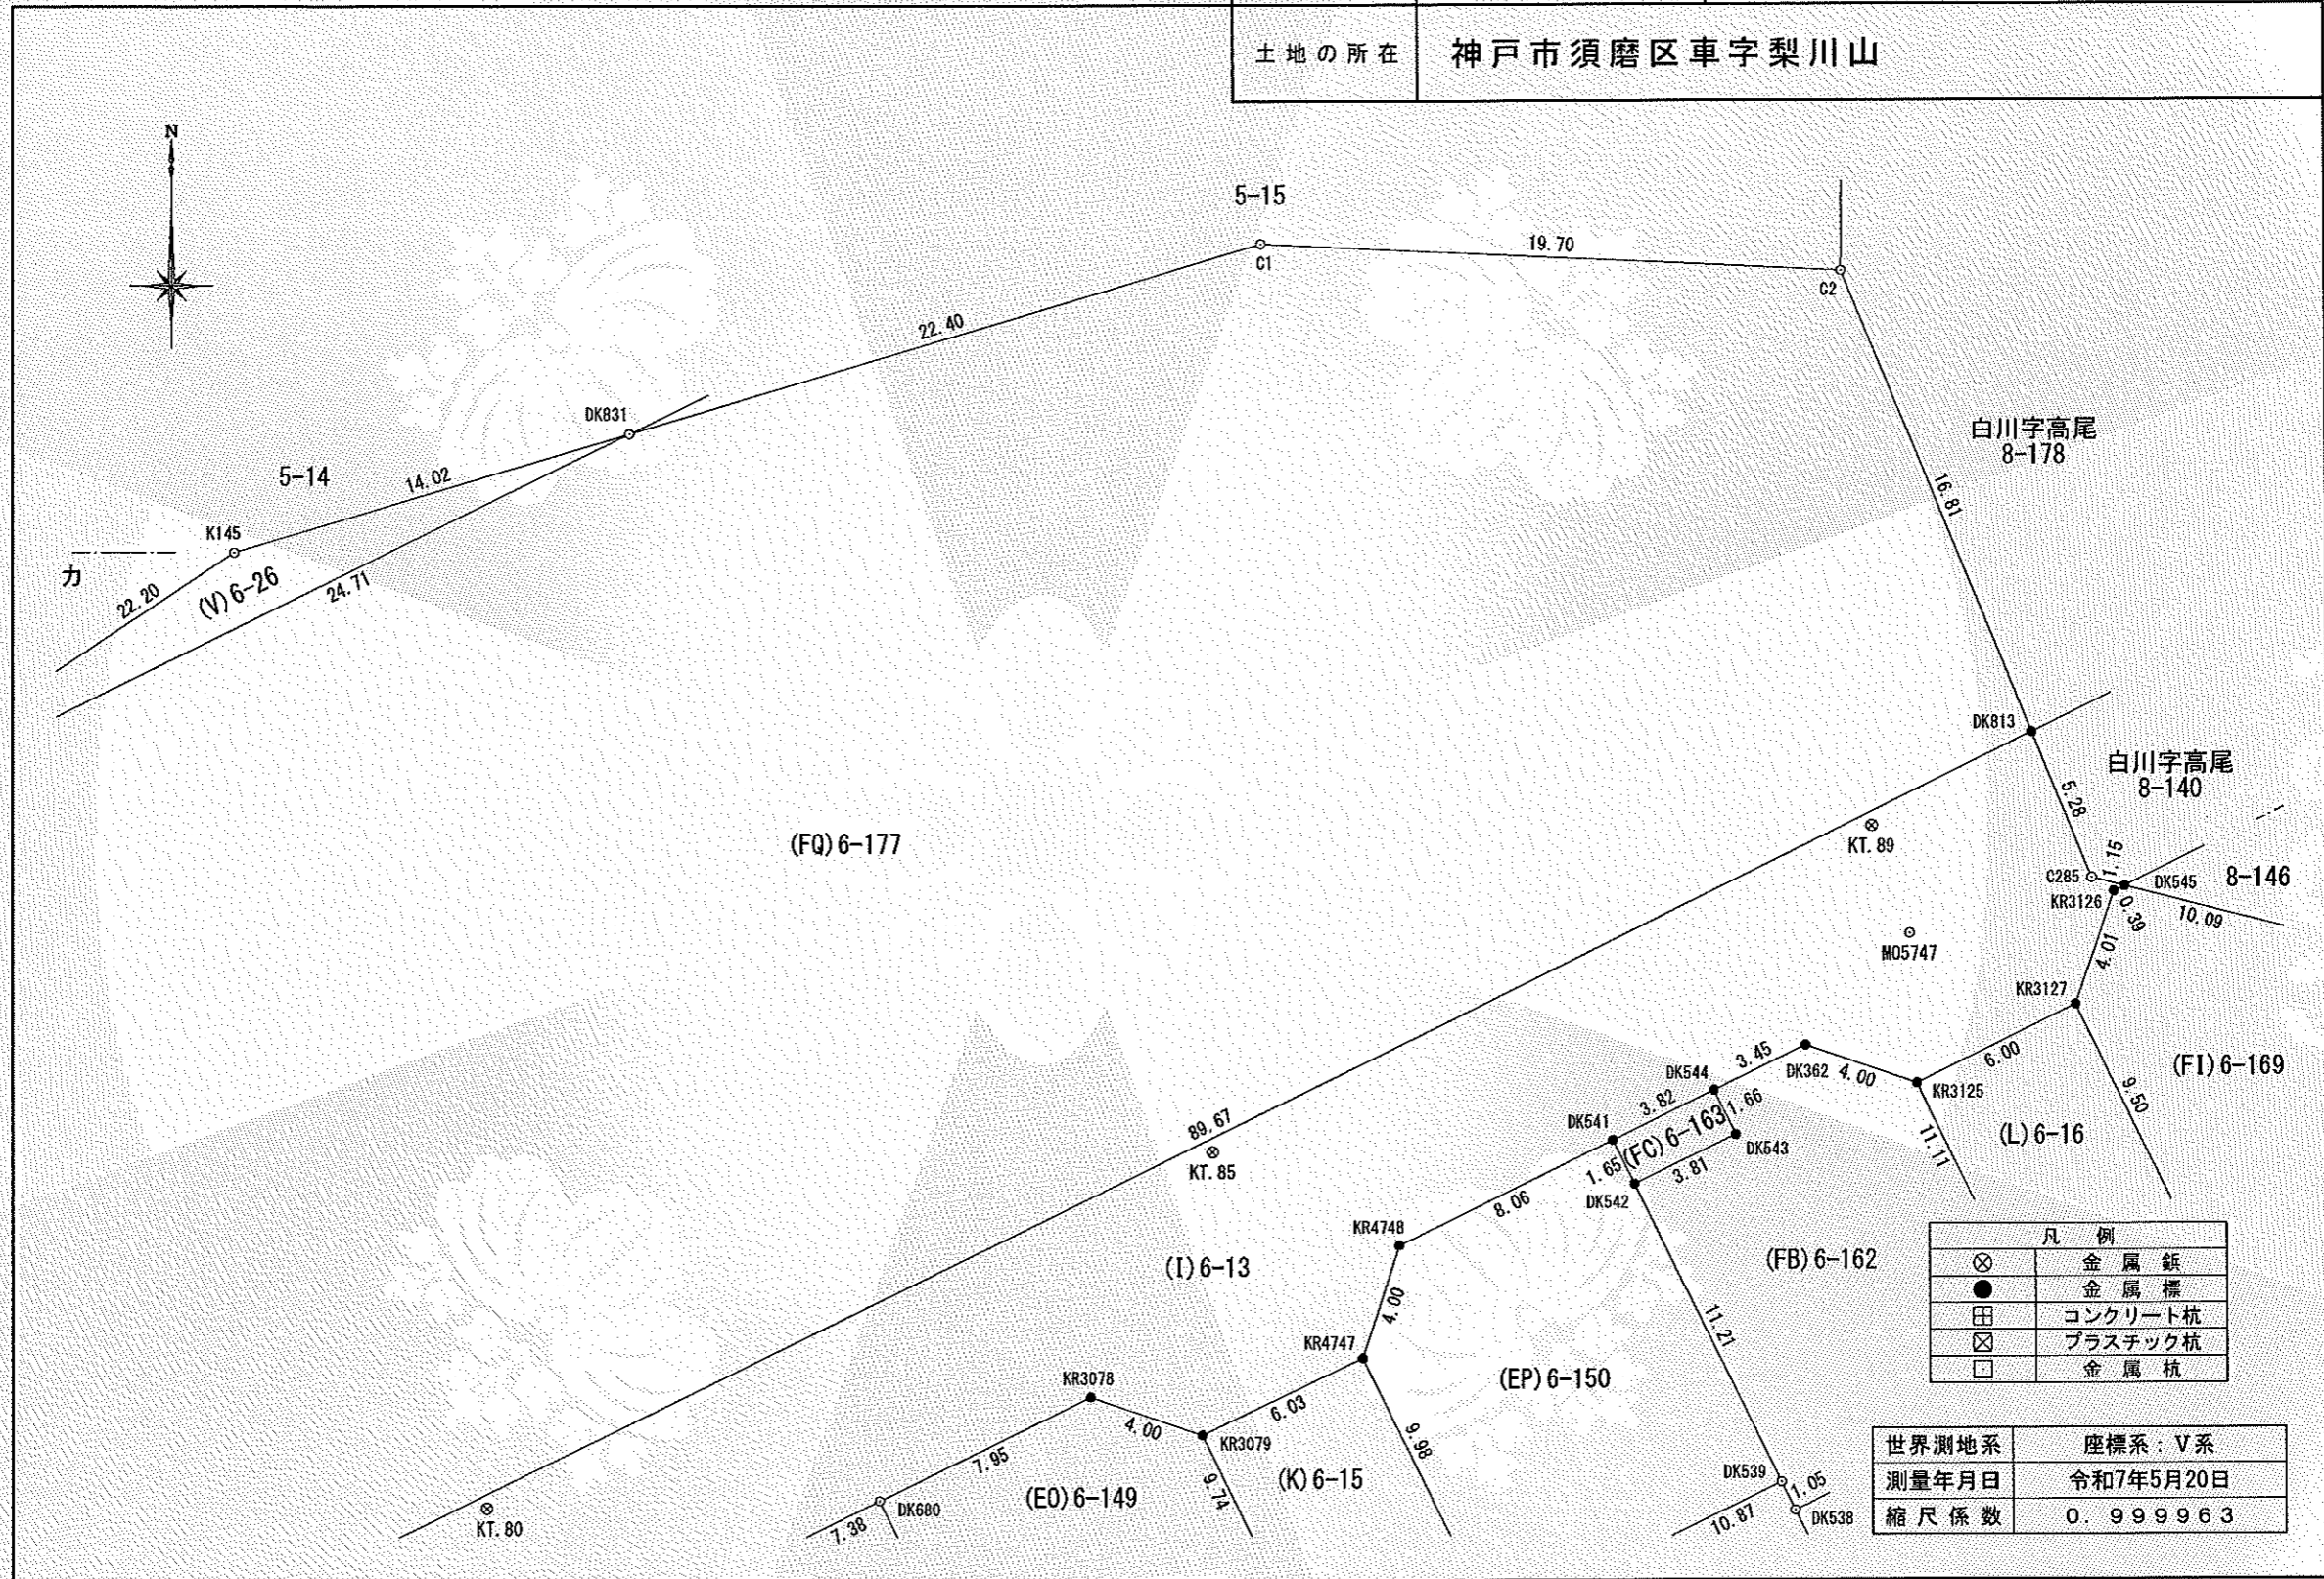 土地の所在 神戸市須磨区車字梨川山
N
5-15
C1
19.70
C2
22.40
DK831
白川字高尾
8-178
5-14
14.02
16.81
K145
カ
(V)6-26
24.71
22.20
DK813
白川字高尾
8-140
5.28
(FQ)6-177
KT.89
1.15
C285
DK545
8-146
KR3126
0.39
10.09
MO5747
4.01
KR3127
3.45
6.00
(FI)6-169
DK544
DK362
4.00
KR3125
9.50
3.82
1.66
89.67
DK541
(FC)6-163
DK543
(L)6-16
11.11
KT.85
1.65
3.81
DK542
8.06
KR4748
(I)6-13
(FB)6-162
4.00
11.21
KR4747
KR3078
(EP)6-150
6.03
4.00
KR3079
9.98
7.95
9.74
(K)6-15
DK539
1.05
(EO)6-149
DK680
DK538
KT.80
7.38
10.87
凡例
金属鋲
金属標
コンクリート杭
プラスチック杭
金属杭
世界測地系 座標系：V系
測量年月日 令和7年5月20日
縮尺係数 0.999963